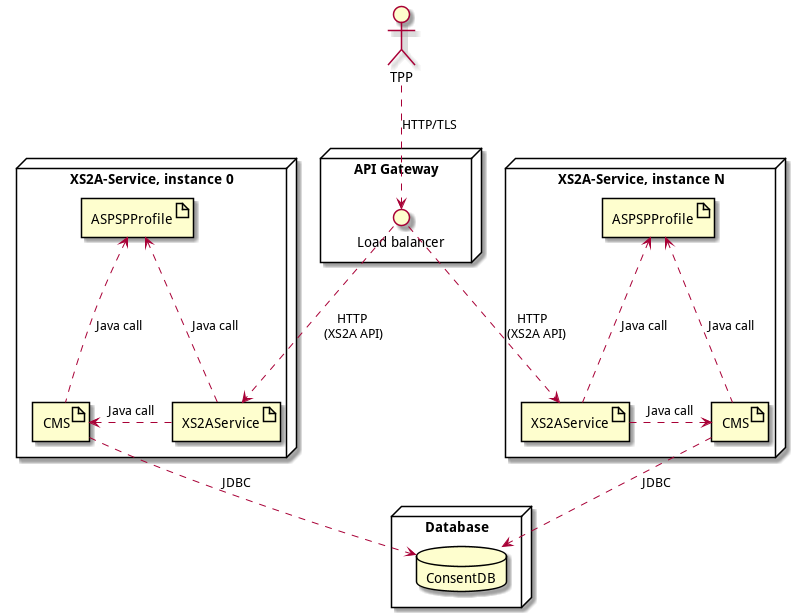 TPP
HTTP/TLS
API Gateway
Load balancer
XS2A-Service, instance 0
ASPSPProfile
Java call
Java call
CMS
Java call
XS2AService
HTTP
(XS2A API)
XS2A-Service, instance N
ASPSPProfile
HTTP
(XS2A API)
Java call
Java call
XS2AService
Java call
CMS
JDBC
JDBC
Database
ConsentDB